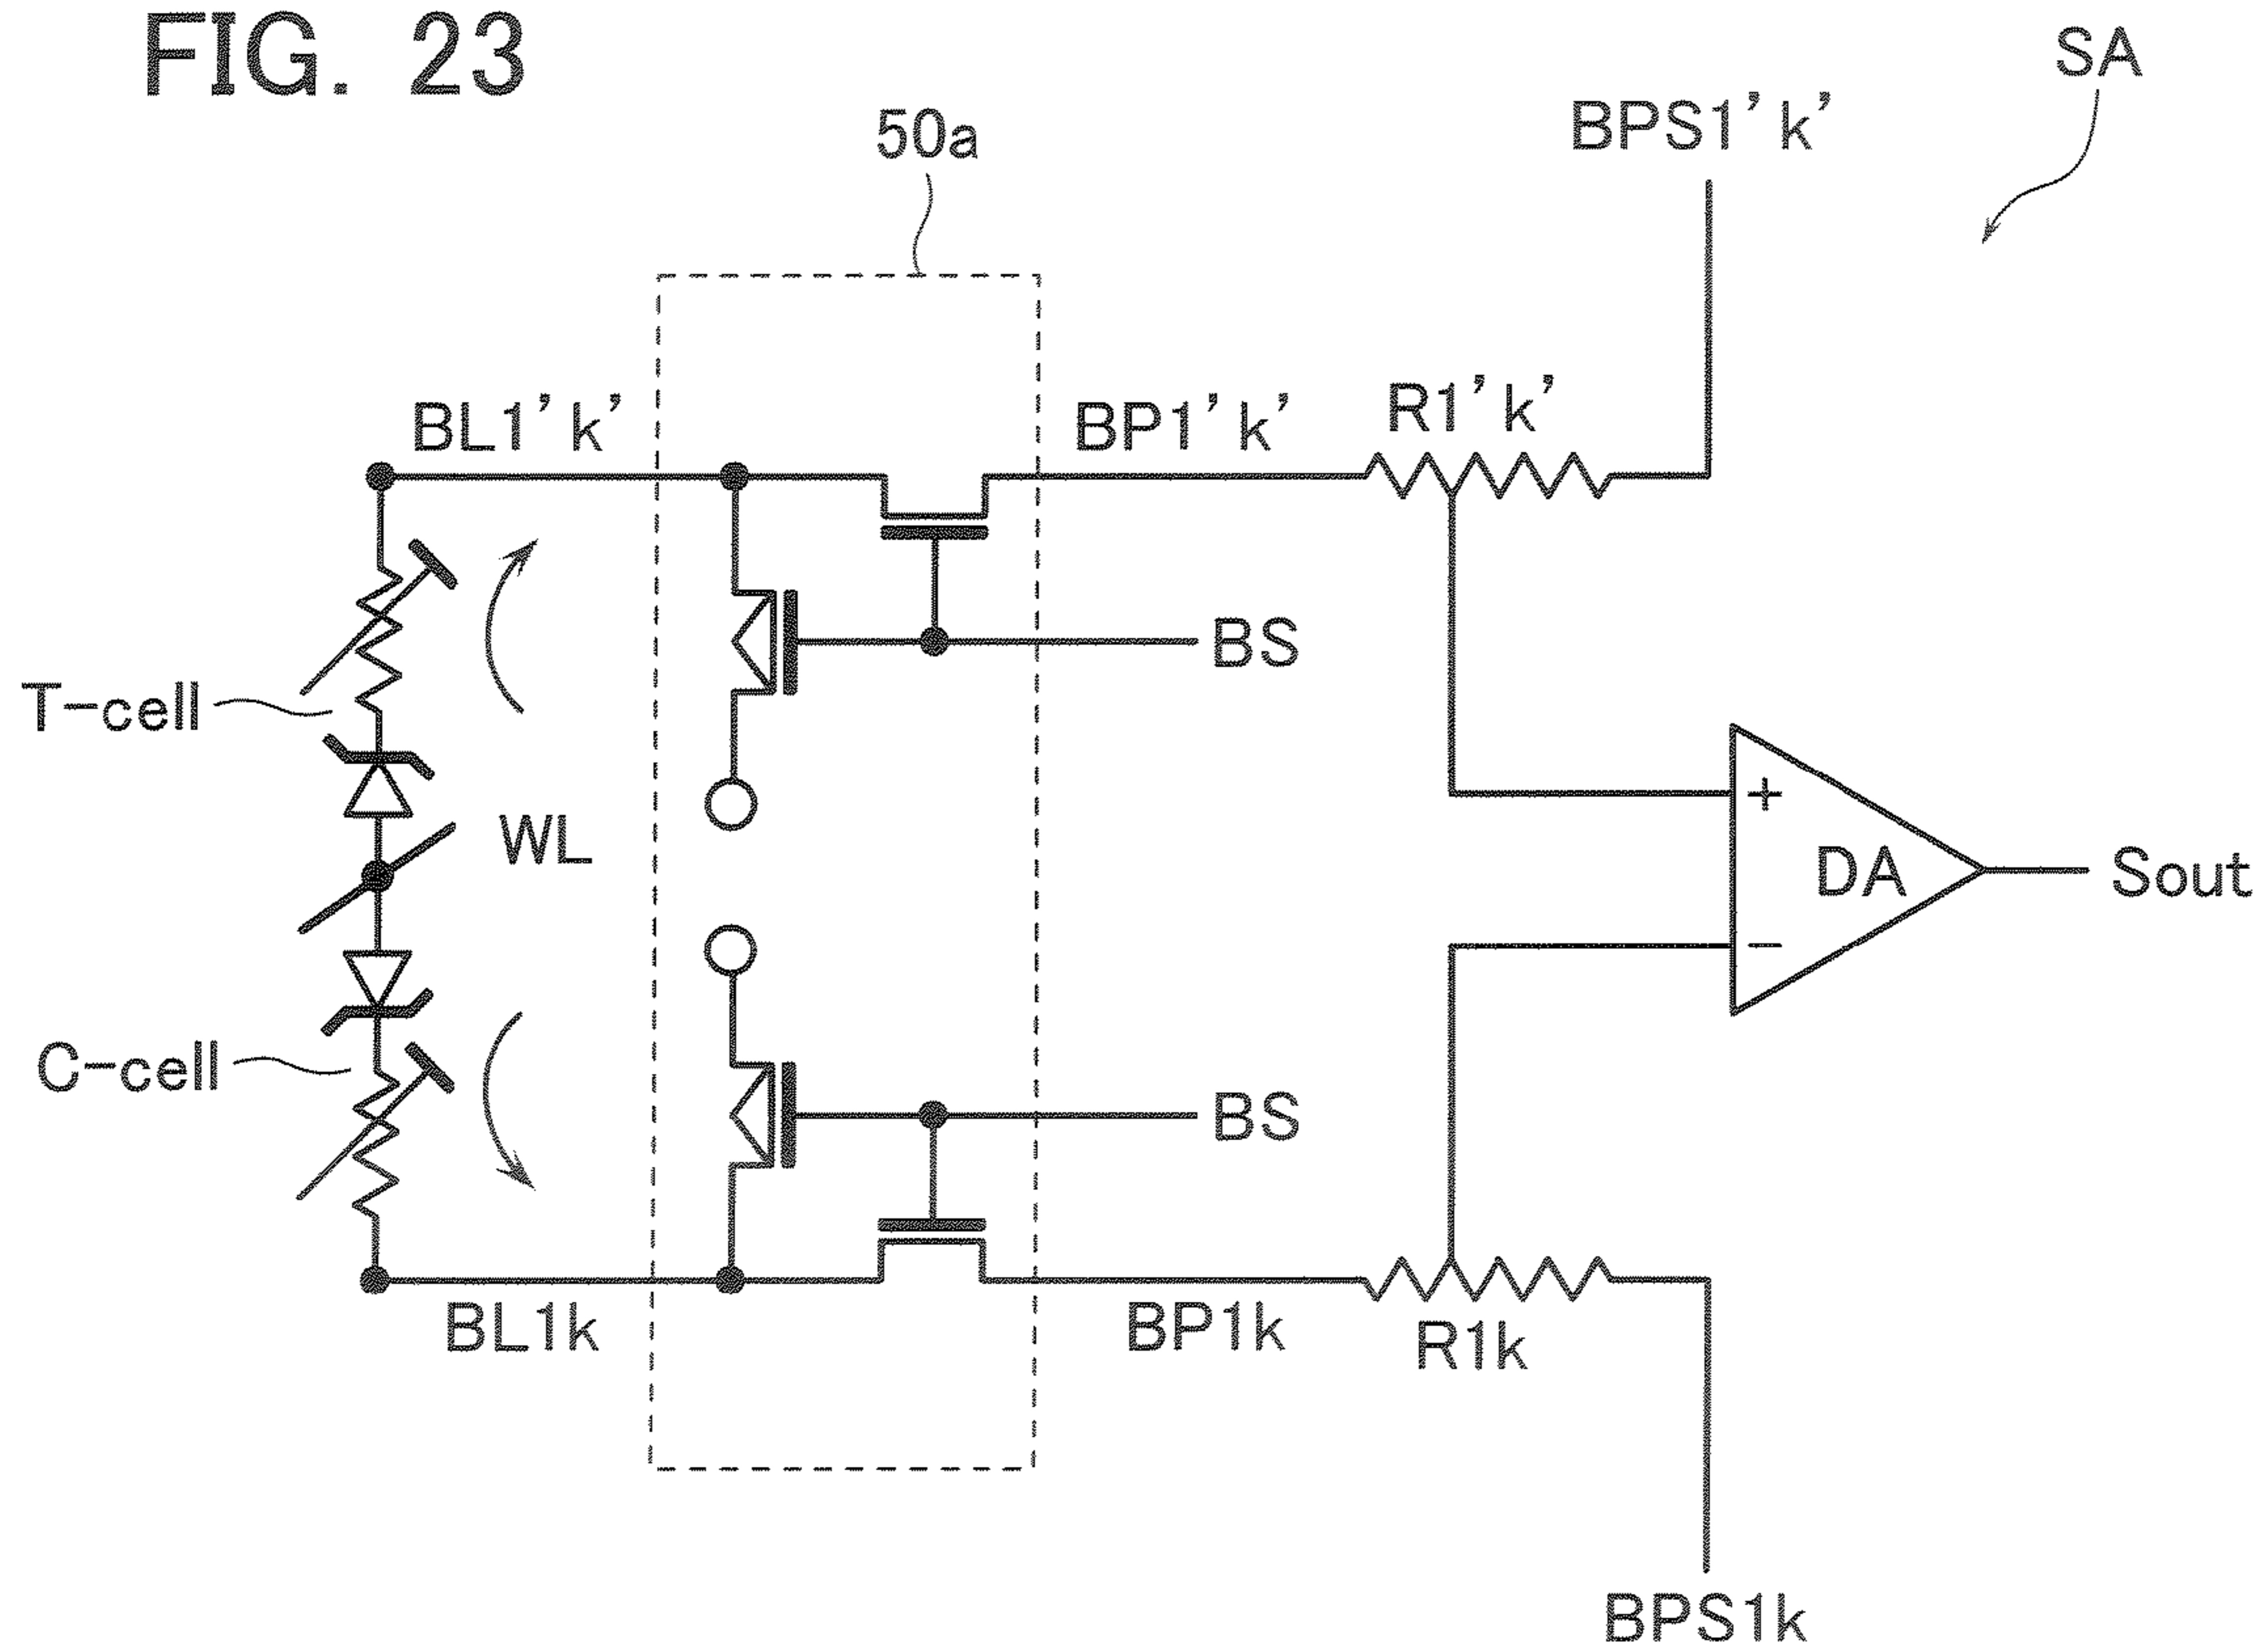 FIG. 23
SA
50a
BPS1'k'
BL1'k'
BP1'k'
R1'k'
BS
T-cell
WL
+
DA
Sout
−
C-cell
BS
BL1k
BP1k
R1k
BPS1k